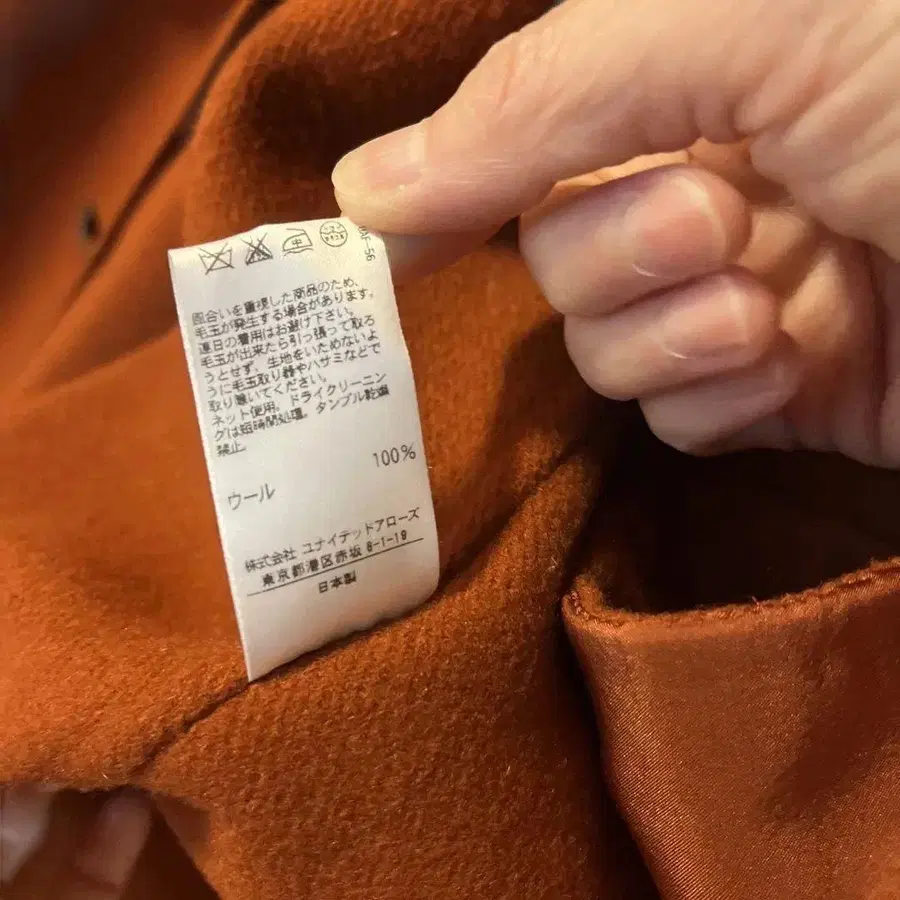 中
風合いを重視した商品のため、
毛玉が発生する場合があります。
連日の着用はお避け下さい。
毛玉が出来たら引っ張って取ろ
うとせず、生地をいためないよ
うに毛玉取り器やハサミなどで
取り除いてください。
ネット使用。ドライクリーニン
グは短時間処理。タンブル乾燥
禁止。
ウール 100%
株式会社 ユナイテッドアローズ
東京都港区赤坂 8-1-19
日本製